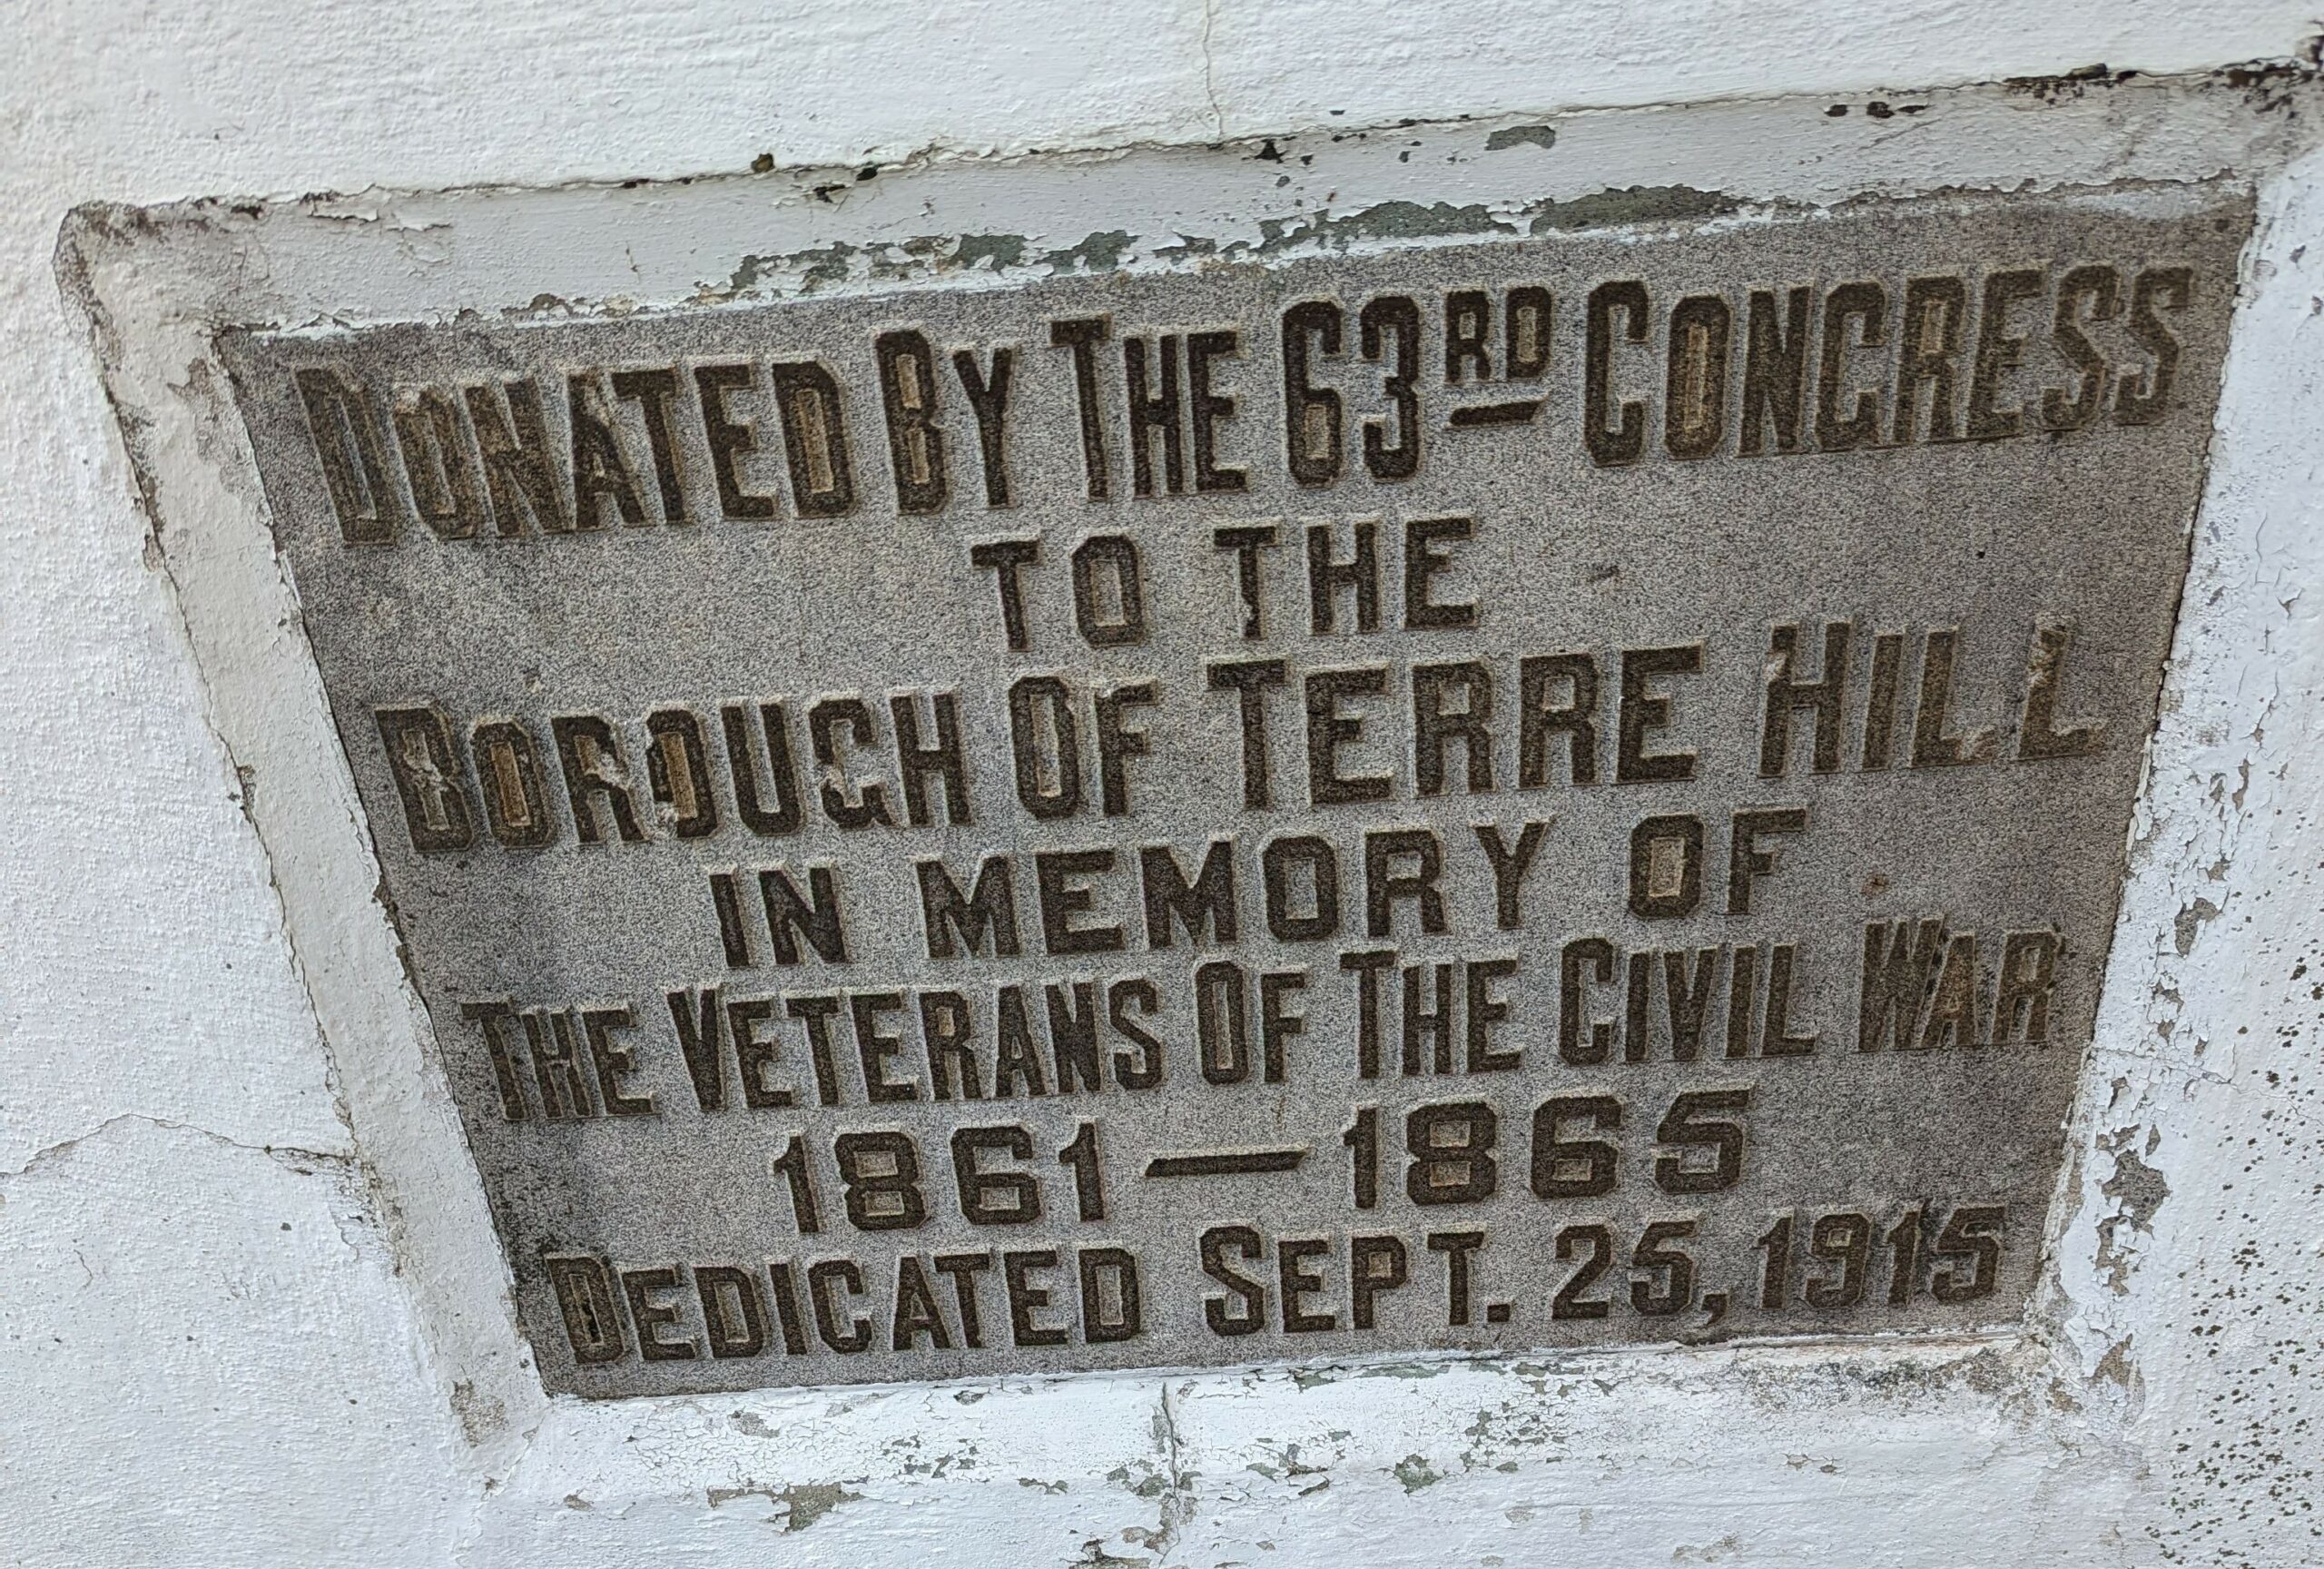 DONATED BY THE 63RD CONGRESS
TO THE
BOROUGH OF TERRE HILL
IN MEMORY OF
THE VETERANS OF THE CIVIL WAR
1861—1865
DEDICATED SEPT. 25, 1915